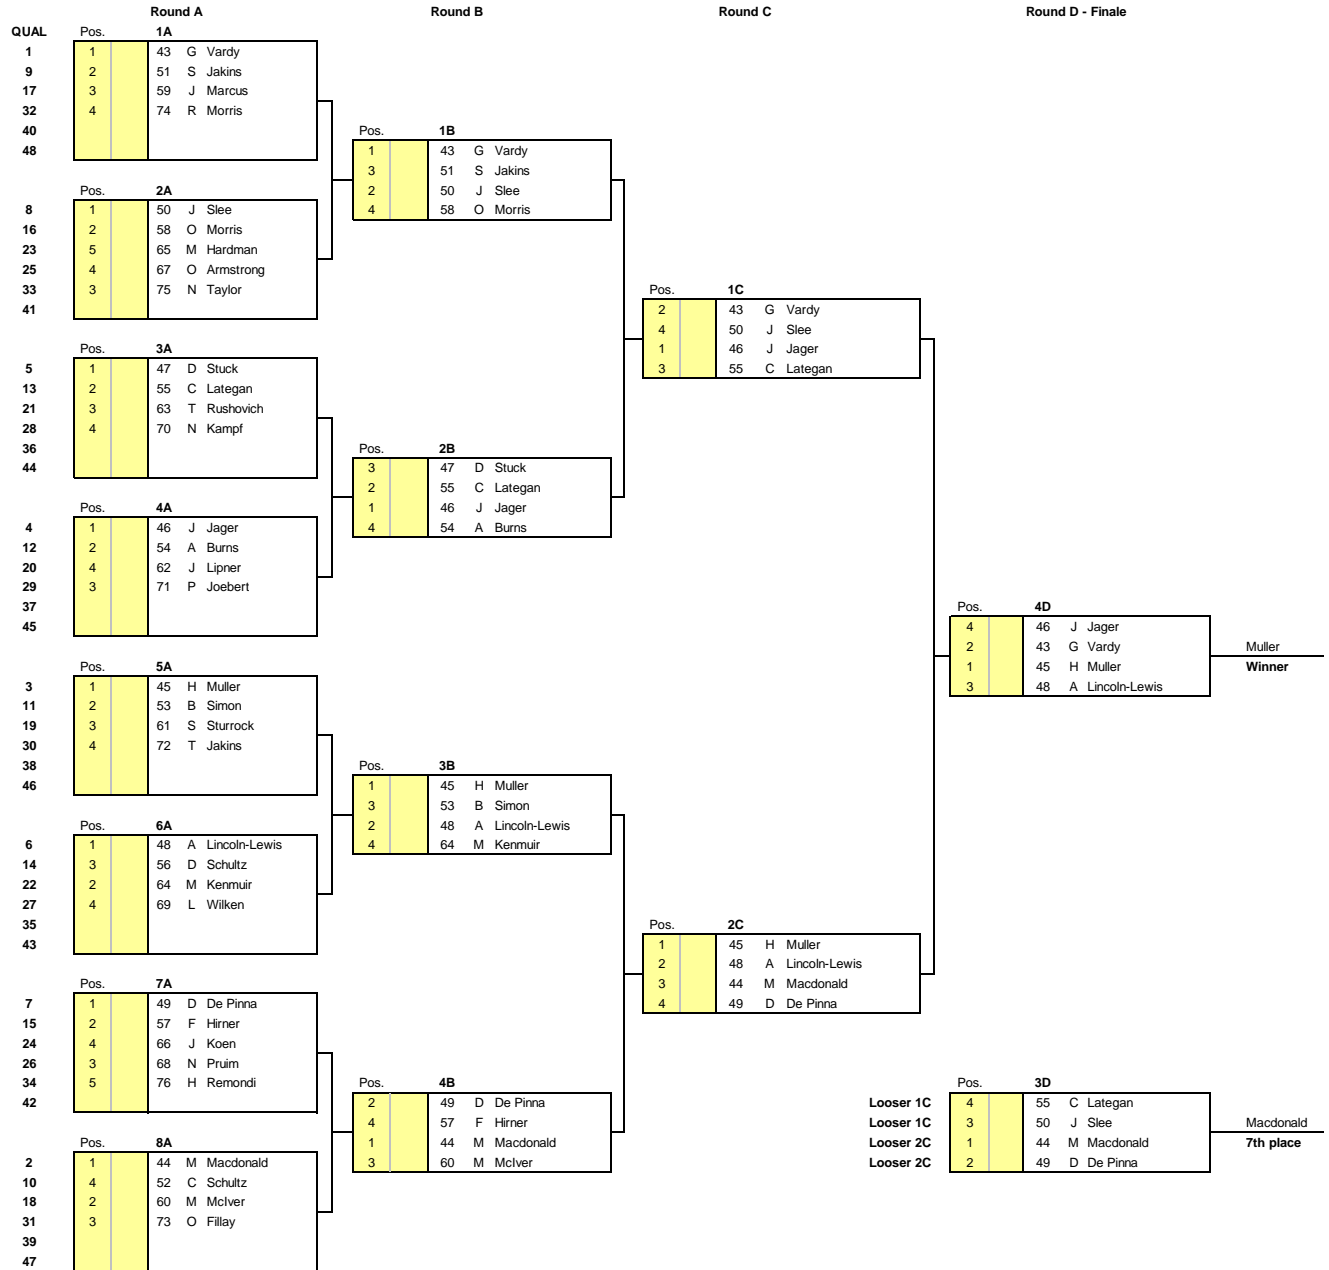 Round A Round B Round C Round D - Finale
QUAL Pos. 1A
1 1 43 G Vardy
9 2 51 S Jakins
17 3 59 J Marcus
32 4 74 R Morris
40
48
Pos. 2A
8 1 50 J Slee
16 2 58 O Morris
23 5 65 M Hardman
25 4 67 O Armstrong
33 3 75 N Taylor
41
Pos. 3A
5 1 47 D Stuck
13 2 55 C Lategan
21 3 63 T Rushovich
28 4 70 N Kampf
36
44
Pos. 4A
4 1 46 J Jager
12 2 54 A Burns
20 4 62 J Lipner
29 3 71 P Joebert
37
45
Pos. 5A
3 1 45 H Muller
11 2 53 B Simon
19 3 61 S Sturrock
30 4 72 T Jakins
38
46
Pos. 6A
6 1 48 A Lincoln-Lewis
14 3 56 D Schultz
22 2 64 M Kenmuir
27 4 69 L Wilken
35
43
Pos. 7A
7 1 49 D De Pinna
15 2 57 F Hirner
24 4 66 J Koen
26 3 68 N Pruim
34 5 76 H Remondi
42
Pos. 8A
2 1 44 M Macdonald
10 4 52 C Schultz
18 2 60 M McIver
31 3 73 O Fillay
39
47
Pos. 1B
1 43 G Vardy
3 51 S Jakins
2 50 J Slee
4 58 O Morris
Pos. 2B
3 47 D Stuck
2 55 C Lategan
1 46 J Jager
4 54 A Burns
Pos. 3B
1 45 H Muller
3 53 B Simon
2 48 A Lincoln-Lewis
4 64 M Kenmuir
Pos. 4B
2 49 D De Pinna
4 57 F Hirner
1 44 M Macdonald
3 60 M McIver
Pos. 1C
2 43 G Vardy
4 50 J Slee
1 46 J Jager
3 55 C Lategan
Pos. 2C
1 45 H Muller
2 48 A Lincoln-Lewis
3 44 M Macdonald
4 49 D De Pinna
Pos. 4D
4 46 J Jager
2 43 G Vardy Muller
1 45 H Muller Winner
3 48 A Lincoln-Lewis
Pos. 3D
Looser 1C 4 55 C Lategan
Looser 1C 3 50 J Slee Macdonald
Looser 2C 1 44 M Macdonald 7th place
Looser 2C 2 49 D De Pinna